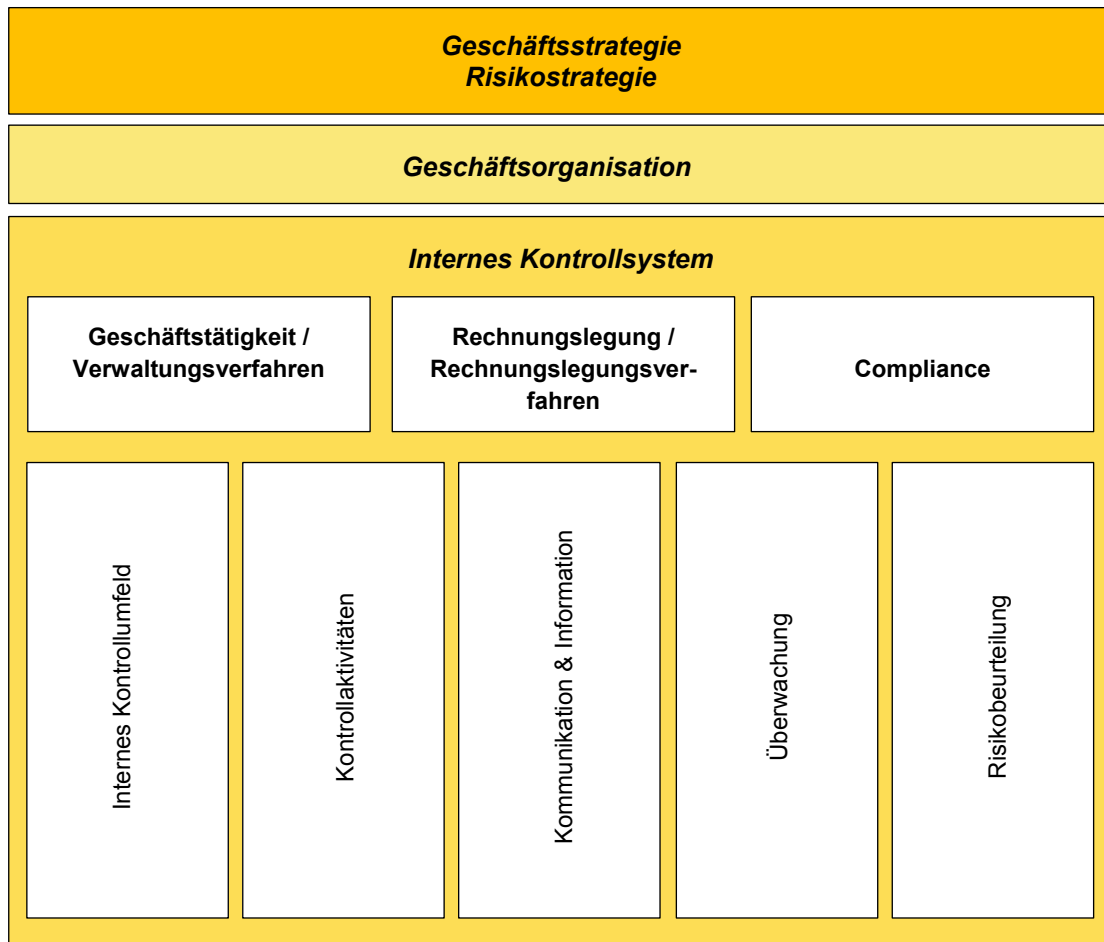 Geschäftsstrategie
Risikostrategie
Geschäftsorganisation
Internes Kontrollsystem
Geschäftstätigkeit /
Verwaltungsverfahren
Rechnungslegung /
Rechnungslegungsver-
fahren
Compliance
Internes Kontrollumfeld
Kontrollaktivitäten
Kommunikation & Information
Überwachung
Risikobeurteilung